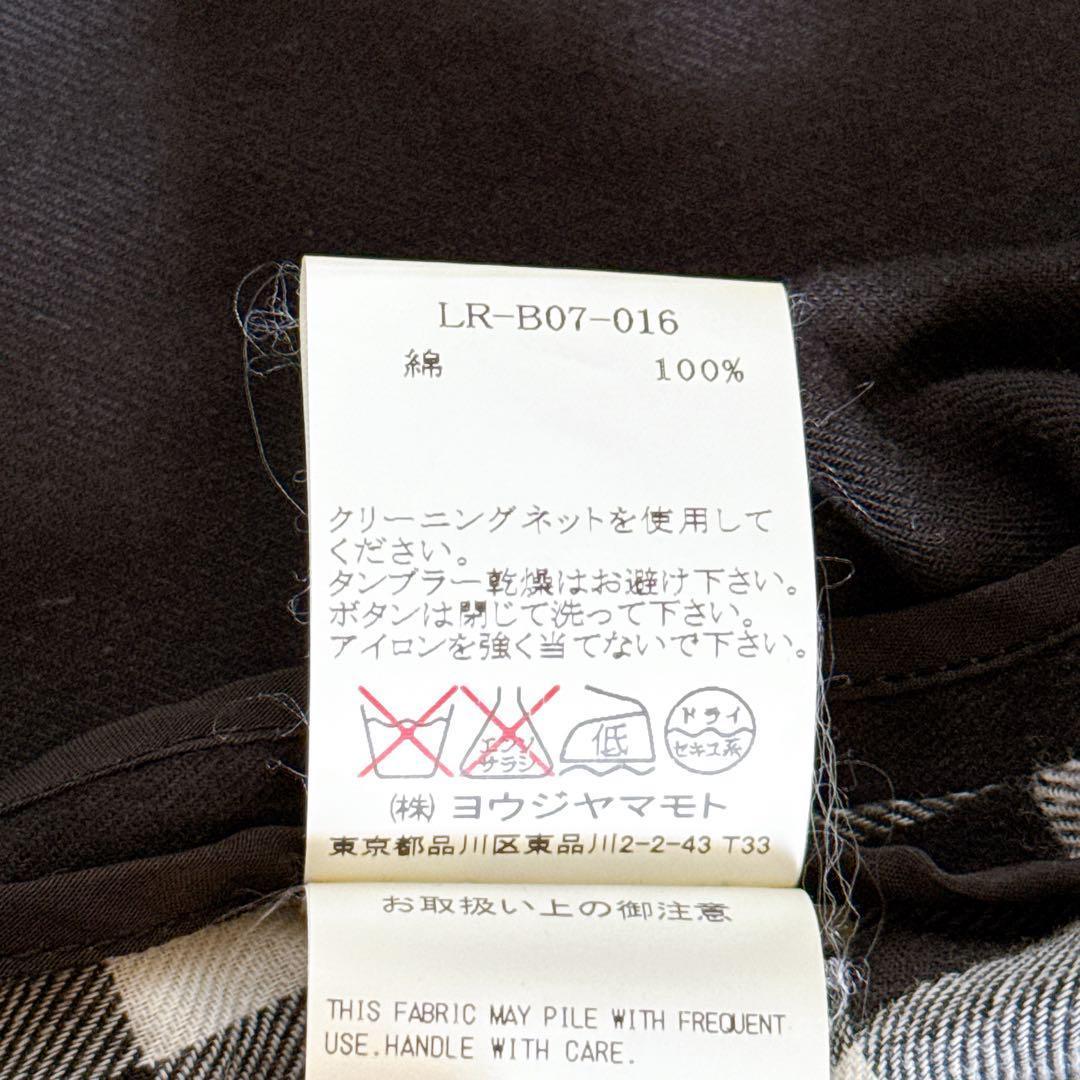 LR-B07-016
綿 100%
クリーニングネットを使用して
ください。
タンブラー乾燥はお避け下さい。
ボタンは閉じて洗って下さい。
アイロンを強く当てないで下さい。
エンソ サラシ 低 ドライ セキユ系
(株) ヨウジヤマモト
東京都品川区東品川2-2-43 T33
お取扱い上の御注意
THIS FABRIC MAY PILE WITH FREQUENT
USE.HANDLE WITH CARE.